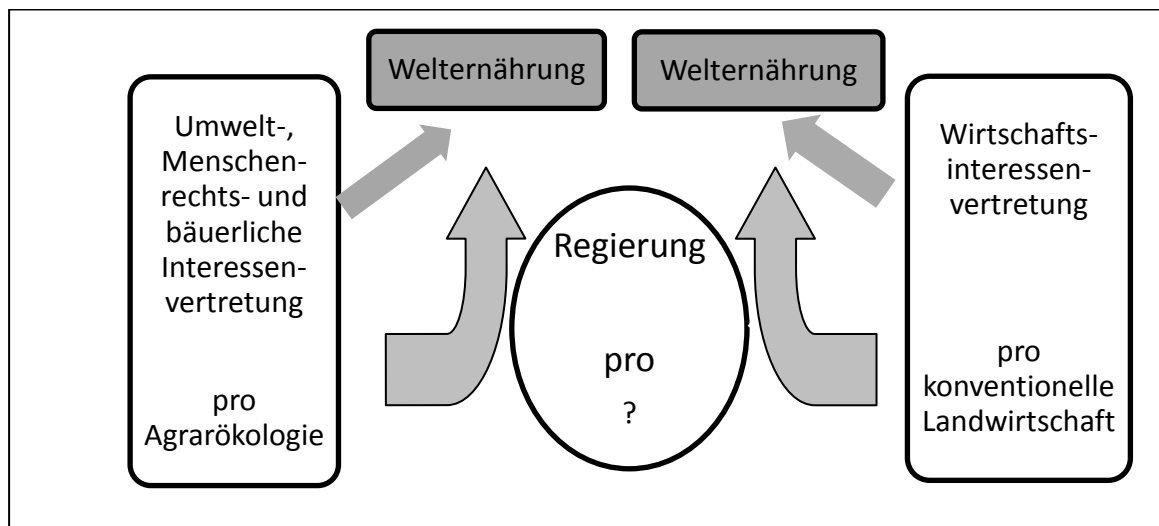 Welternährung
Welternährung
Umwelt-,
Menschen-
rechts- und
bäuerliche
Interessen-
vertretung
pro
Agrarökologie
Regierung
pro
?
Wirtschafts-
interessen-
vertretung
pro
konventionelle
Landwirtschaft